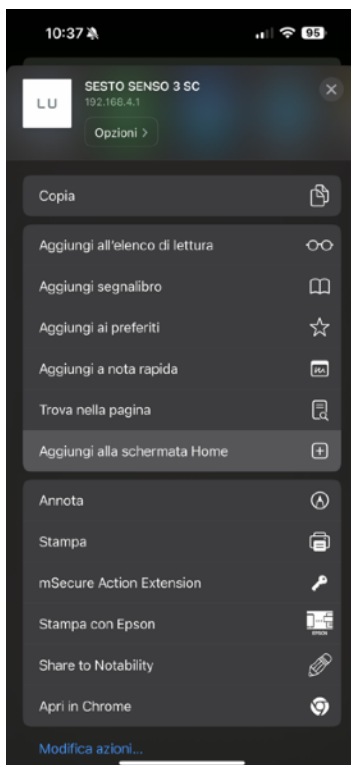 10:37
95
LU
SESTO SENSO 3 SC
192.168.4.1
Opzioni >
Copia
Aggiungi all'elenco di lettura
Aggiungi segnalibro
Aggiungi ai preferiti
Aggiungi a nota rapida
Trova nella pagina
Aggiungi alla schermata Home
Annota
Stampa
mSecure Action Extension
Stampa con Epson
EPSON
Share to Notability
Apri in Chrome
Modifica azioni...